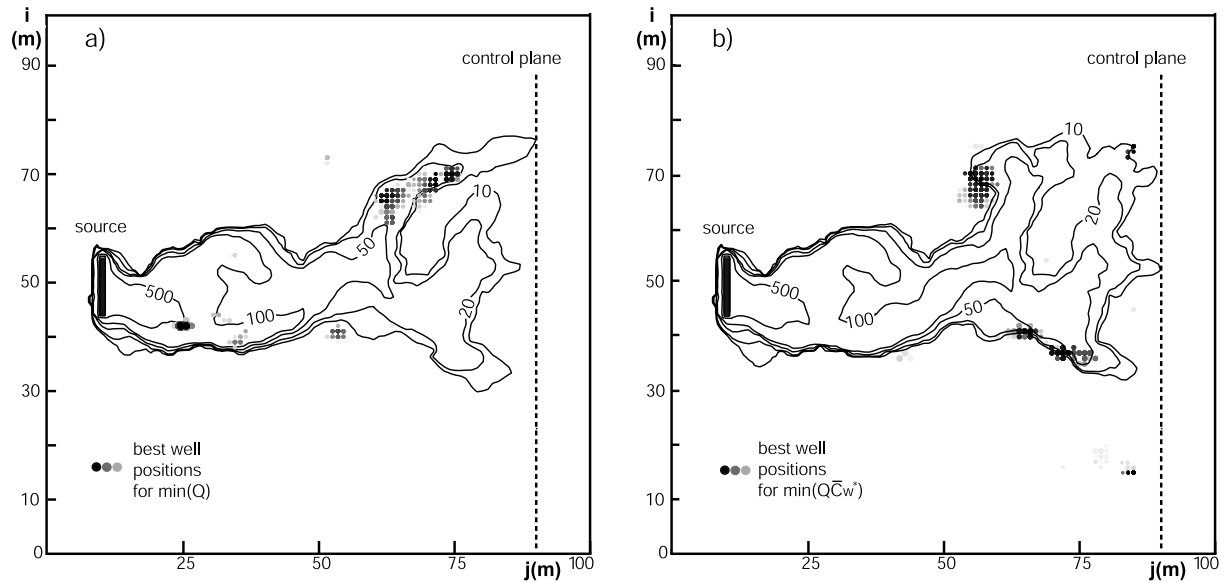 i
(m)
a)
control plane
90
70
50
30
10
0
source
500
100
50
10
20
best well
positions
for min(Q)
25
50
75
100
j(m)
i
(m)
b)
control plane
90
70
50
30
10
0
source
500
100
50
10
20
best well
positions
for min(QC̅w*)
25
50
75
100
j(m)